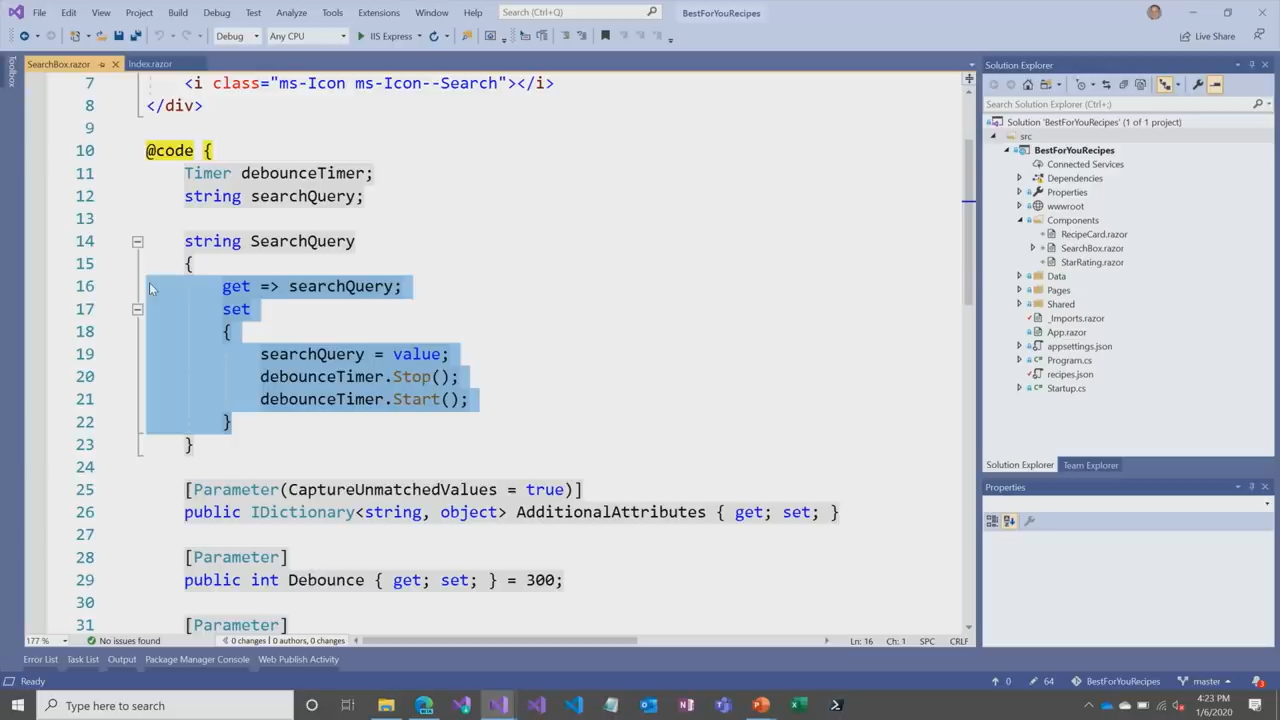 File Edit View Project Build Debug Test Analyze Tools Extensions Window Help Search (Ctrl+Q) BestForYouRecipes
Debug Any CPU IIS Express Live Share
SearchBox.razor Index.razor
Toolbox
7 <i class="ms-Icon ms-Icon--Search"></i>
8 </div>
9
10 @code {
11 Timer debounceTimer;
12 string searchQuery;
13
14 string SearchQuery
15 {
16 get => searchQuery;
17 set
18 {
19 searchQuery = value;
20 debounceTimer.Stop();
21 debounceTimer.Start();
22 }
23 }
24
25 [Parameter(CaptureUnmatchedValues = true)]
26 public IDictionary<string, object> AdditionalAttributes { get; set; }
27
28 [Parameter]
29 public int Debounce { get; set; } = 300;
30
31 [Parameter]
177 % No issues found 0 changes | 0 authors, 0 changes Ln: 16 Ch: 1 SPC CRLF
Solution Explorer
Search Solution Explorer (Ctrl+;)
Solution 'BestForYouRecipes' (1 of 1 project)
src
BestForYouRecipes
Connected Services
Dependencies
Properties
wwwroot
Components
RecipeCard.razor
SearchBox.razor
StarRating.razor
Data
Pages
Shared
_Imports.razor
App.razor
appsettings.json
Program.cs
recipes.json
Startup.cs
Solution Explorer Team Explorer
Properties
Error List Task List Output Package Manager Console Web Publish Activity
Ready 0 64 BestForYouRecipes master 3
Type here to search
4:23 PM
1/6/2020